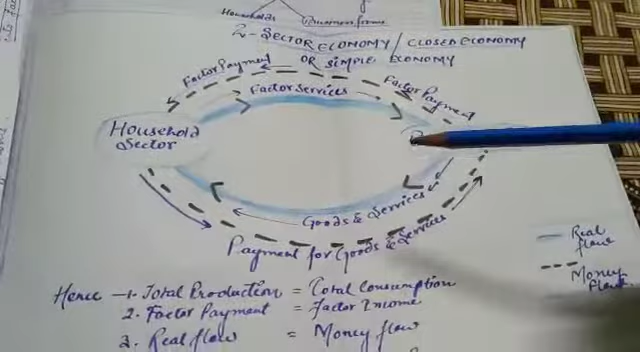 Households
Business firms
2- SECTOR ECONOMY / CLOSED ECONOMY
OR SIMPLE ECONOMY
Factor Payment
Factor Payment
Factor Services
Household
Sector
Goods & Services
Payment for Goods & Services
Real
flow
Money
flow
Hence - 1. Total Production = Total Consumption
2. Factor Payment = Factor Income
3. Real flow = Money flow